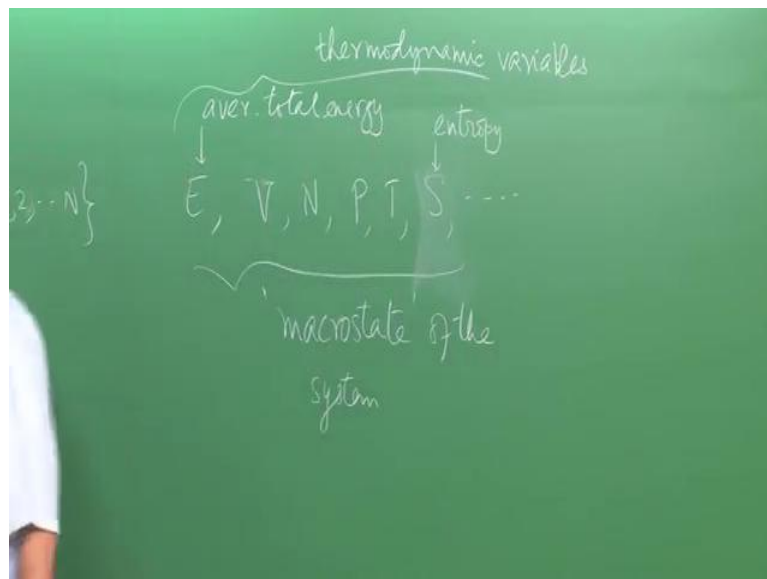 thermodynamic variables
aver. total energy
entropy
,2,...N}
E, V, N, P, T, S, ....
'macrostate' of the
system